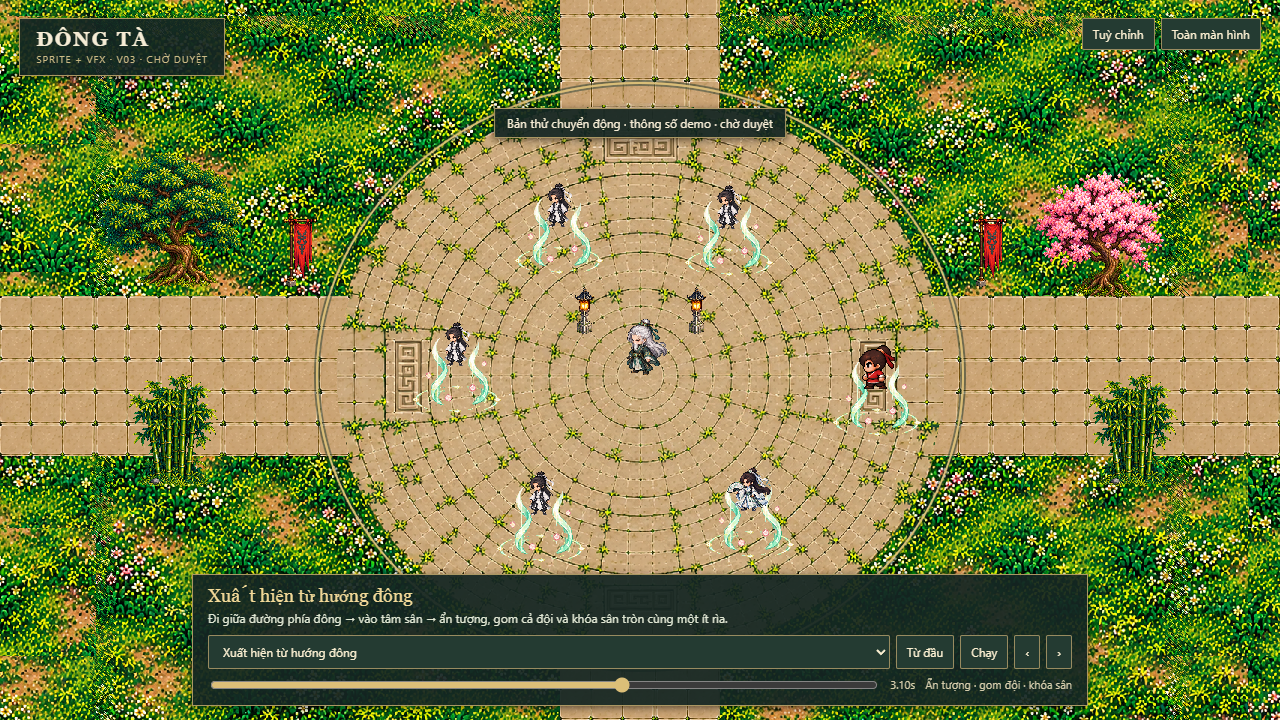 ĐÔNG TÀ
SPRITE + VFX · V03 · CHỜ DUYỆT
Tuỳ chỉnh
Toàn màn hình
Bản thử chuyển động · thông số demo · chờ duyệt
Xuất hiện từ hướng đông
Đi giữa đường phía đông → vào tâm sân → ẩn tượng, gom cả đội và khóa sân tròn cùng một ít rìa.
Xuất hiện từ hướng đông
Từ đầu
Chạy
‹
›
3.10s
Ẩn tượng · gom đội · khóa sân